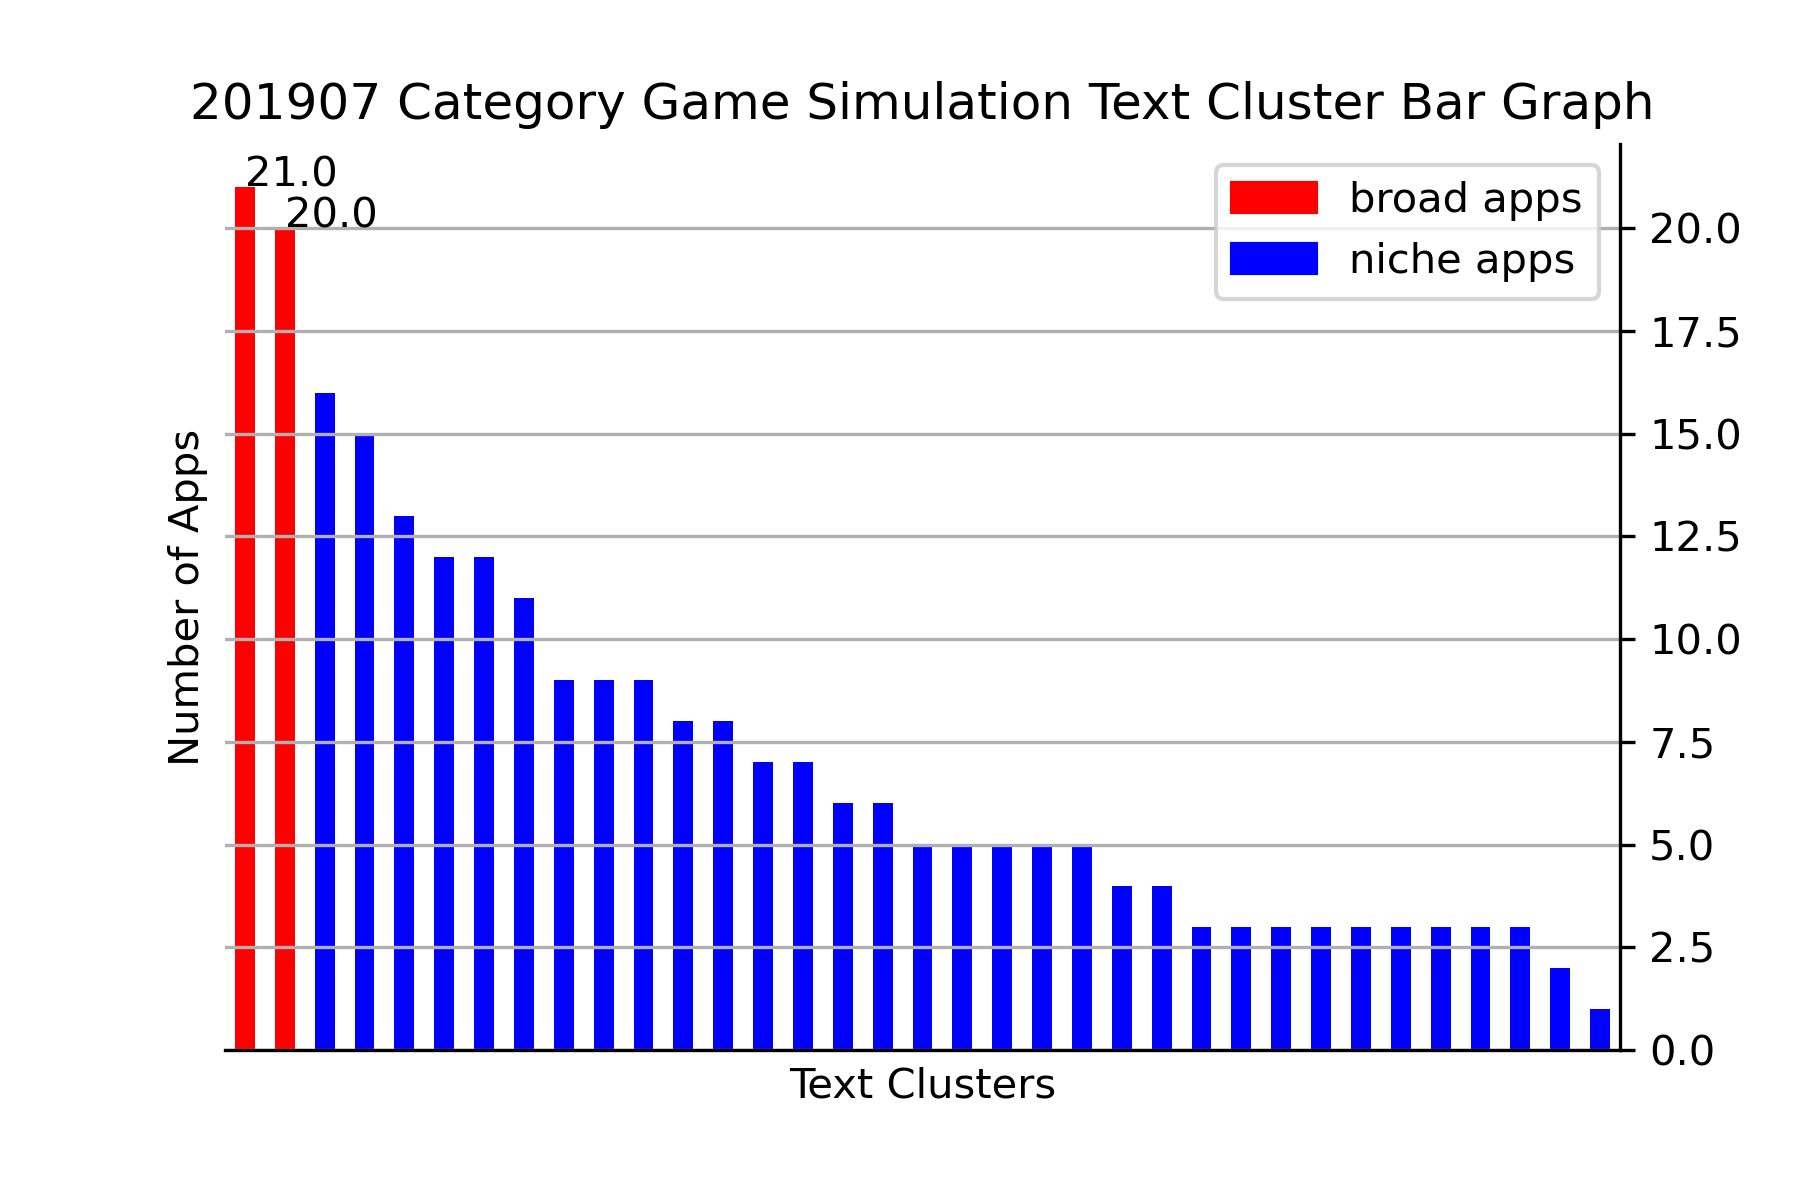 201907 Category Game Simulation Text Cluster Bar Graph
21.0
20.0
broad apps
niche apps
20.0
17.5
15.0
12.5
10.0
7.5
5.0
2.5
0.0
Number of Apps
Text Clusters